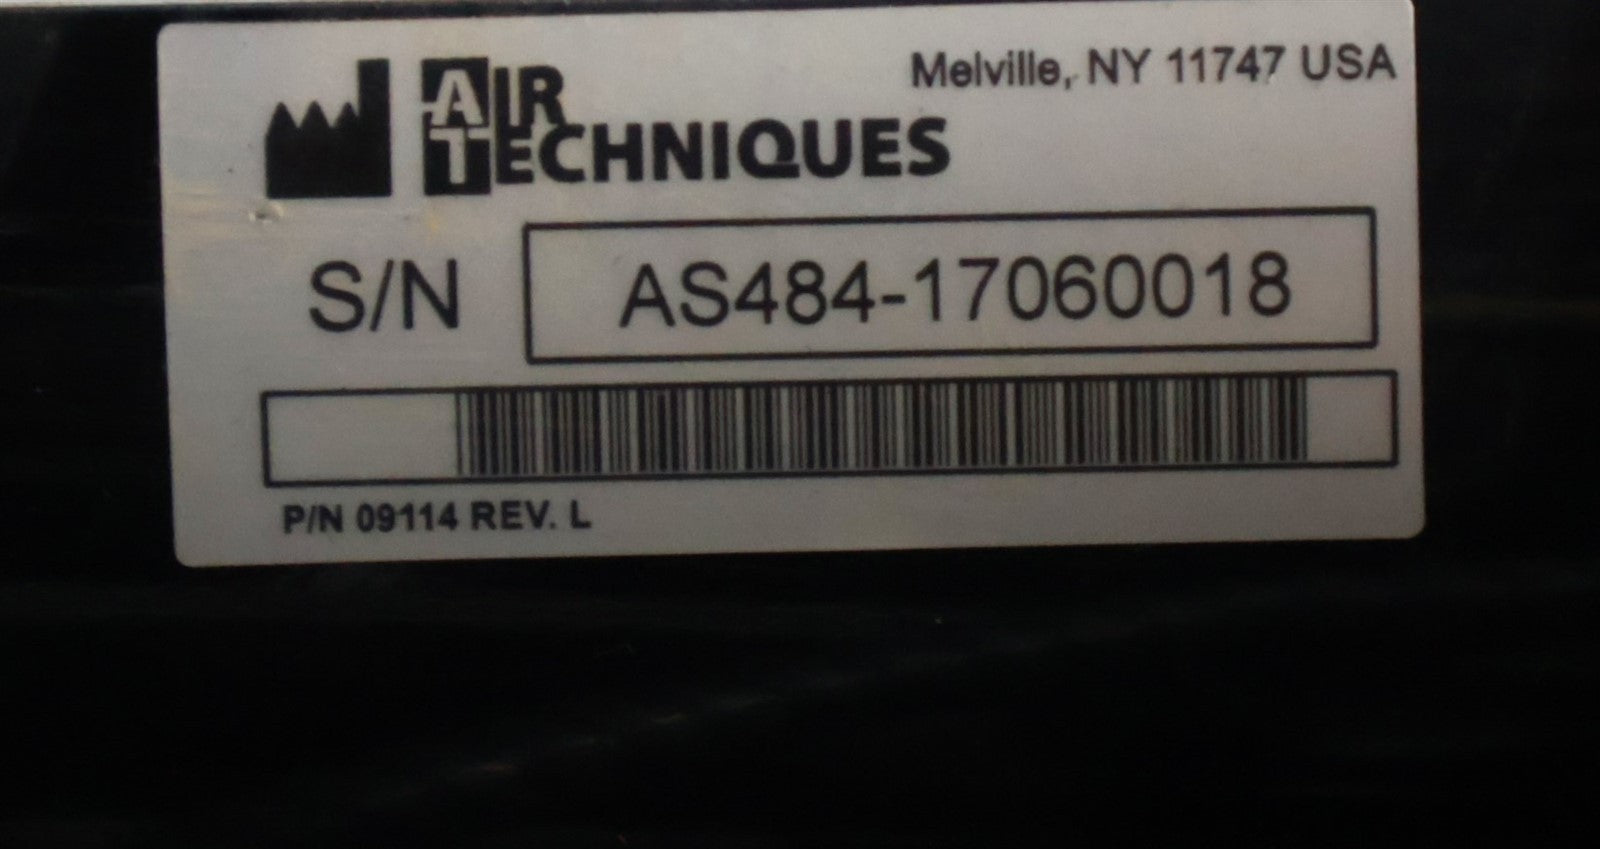 AIR TECHNIQUES
Melville, NY 11747 USA
S/N AS484-17060018
P/N 09114 REV. L